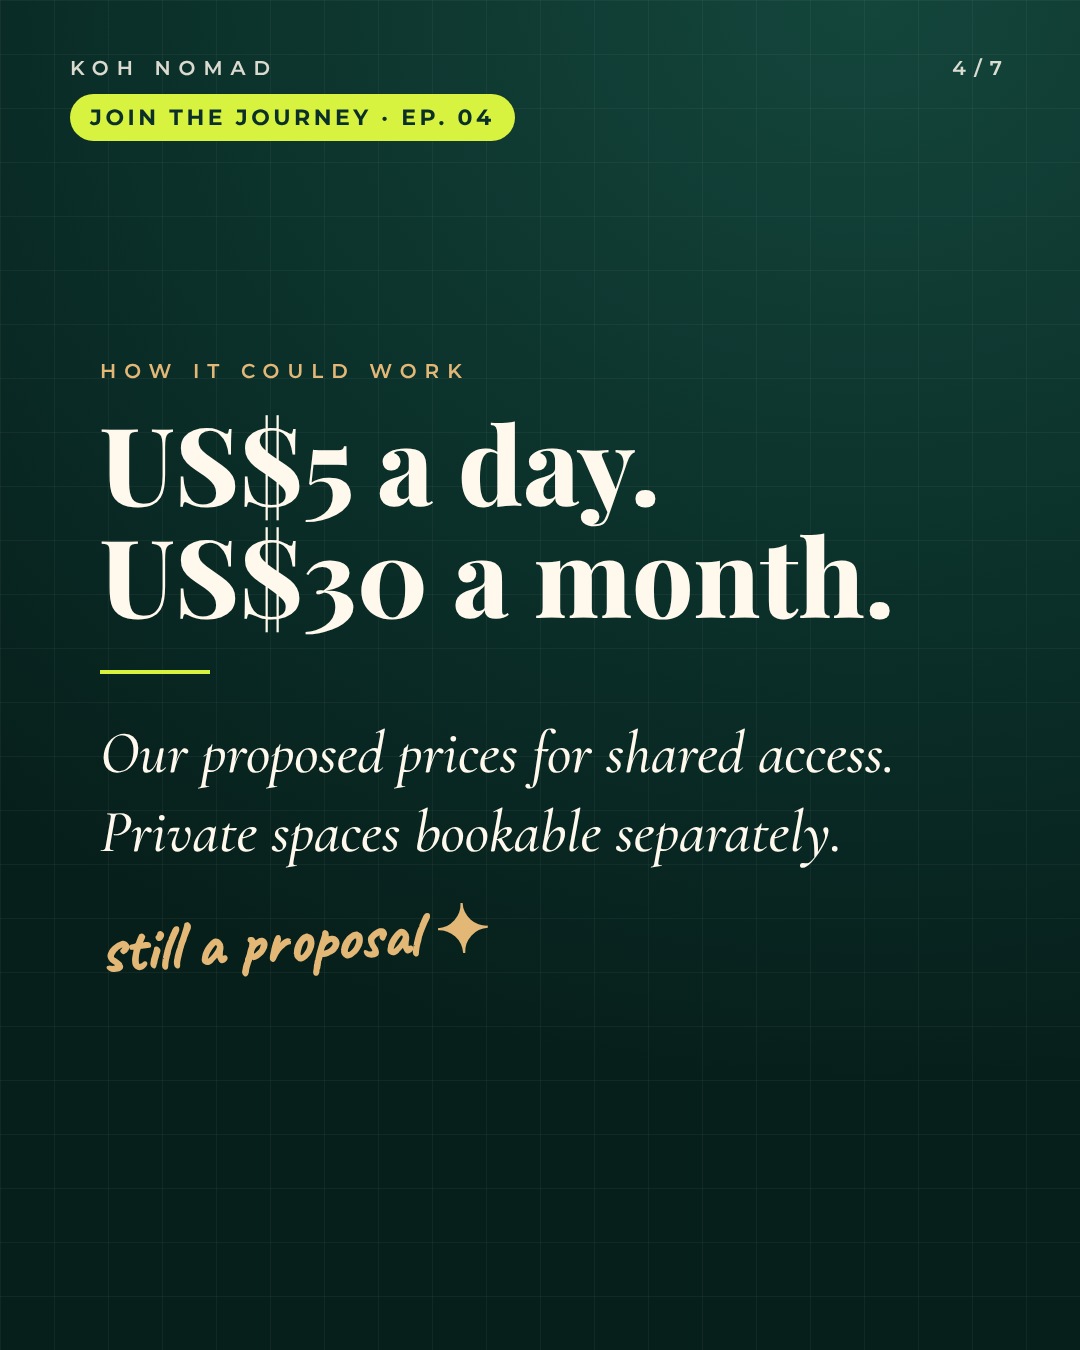 KOH NOMAD
4/7
JOIN THE JOURNEY · EP. 04
HOW IT COULD WORK
US$5 a day.
US$30 a month.
Our proposed prices for shared access.
Private spaces bookable separately.
still a proposal